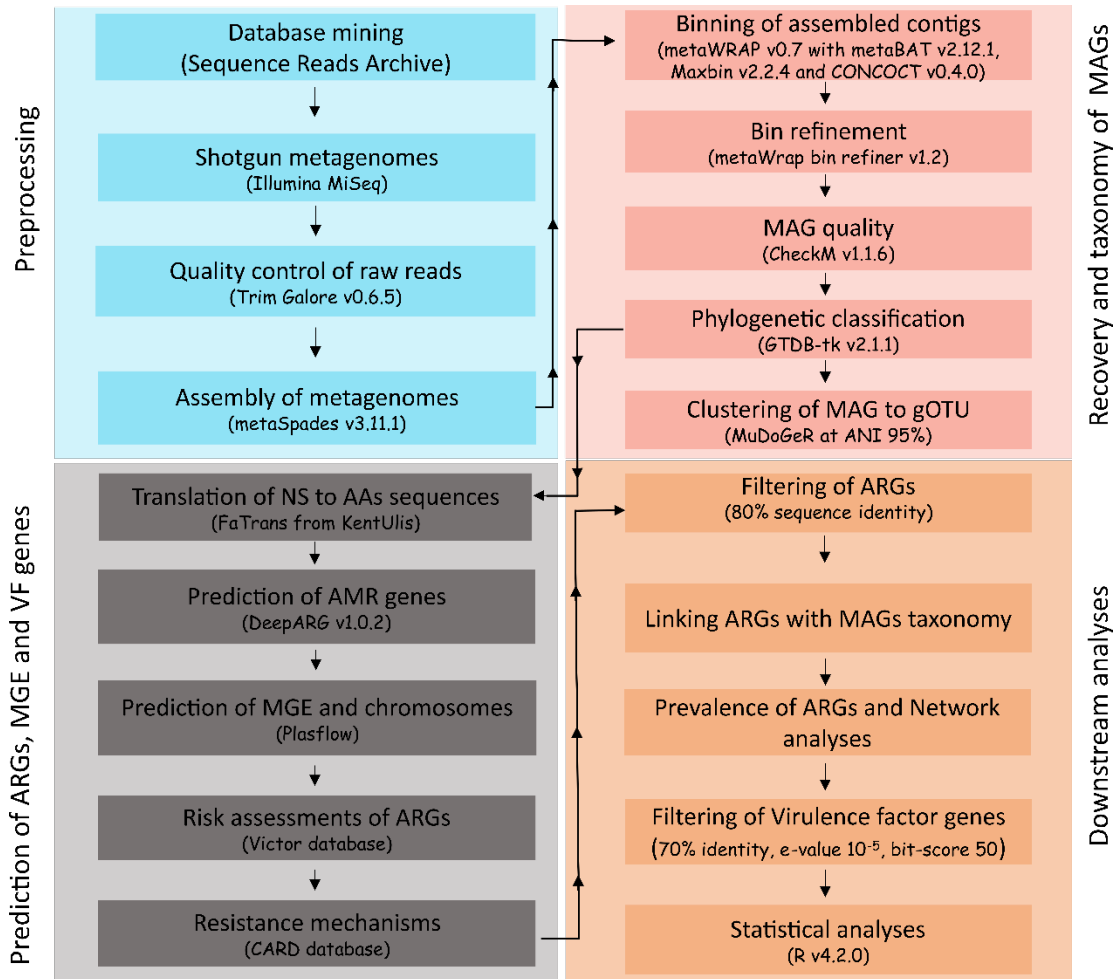 Preprocessing
Database mining
(Sequence Reads Archive)
Shotgun metagenomes
(Illumina MiSeq)
Quality control of raw reads
(Trim Galore v0.6.5)
Assembly of metagenomes
(metaSpades v3.11.1)
Recovery and taxonomy of MAGs
Binning of assembled contigs
(metaWRAP v0.7 with metaBAT v2.12.1,
Maxbin v2.2.4 and CONCOCT v0.4.0)
Bin refinement
(metaWrap bin refiner v1.2)
MAG quality
(CheckM v1.1.6)
Phylogenetic classification
(GTDB-tk v2.1.1)
Clustering of MAG to gOTU
(MuDoGeR at ANI 95%)
Prediction of ARGs, MGE and VF genes
Translation of NS to AAs sequences
(FaTrans from KentUlis)
Prediction of AMR genes
(DeepARG v1.0.2)
Prediction of MGE and chromosomes
(Plasflow)
Risk assessments of ARGs
(Victor database)
Resistance mechanisms
(CARD database)
Downstream analyses
Filtering of ARGs
(80% sequence identity)
Linking ARGs with MAGs taxonomy
Prevalence of ARGs and Network
analyses
Filtering of Virulence factor genes
(70% identity, e-value 10⁻⁵, bit-score 50)
Statistical analyses
(R v4.2.0)